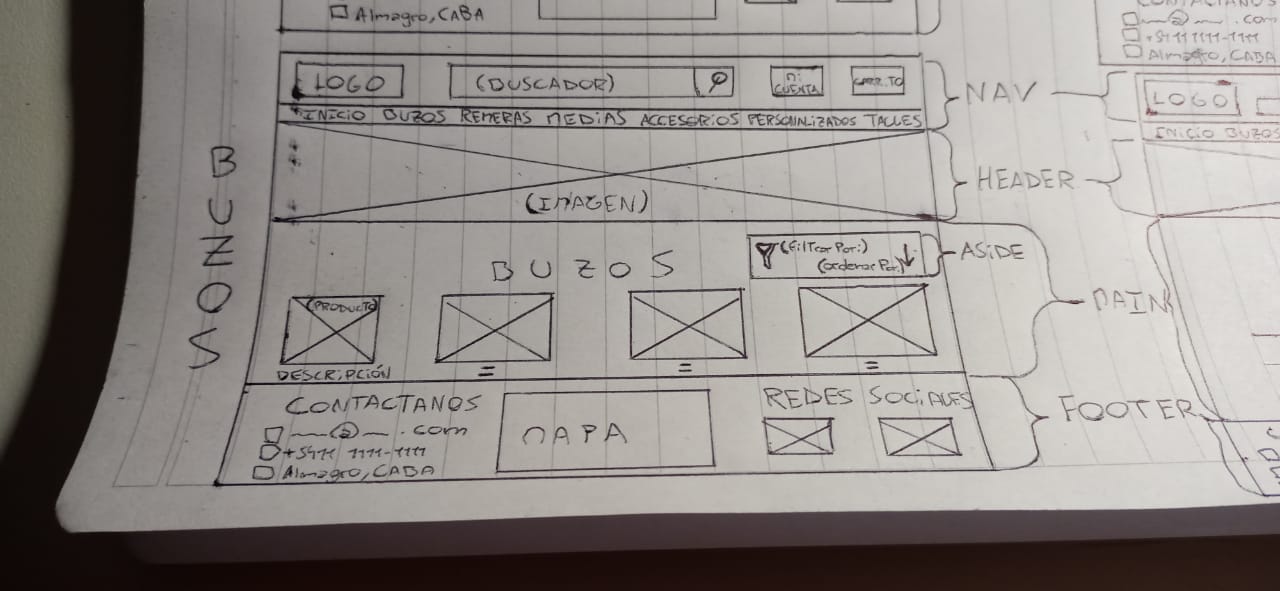 Almagro, CABA
CONTACTANOS
@ .com
+5411 1111-1111
Almagro, CABA
BUZOS
LOGO
(BUSCADOR)
MI CUENTA
CARRITO
NAV
LOGO
INICIO BUZOS REMERAS MEDIAS ACCESORIOS PERSONALIZADOS TALLES
INICIO BUZOS
(IMAGEN)
HEADER
BUZOS
(Filtrar Por:)
(ordenar Por:)
ASIDE
(PRODUCTO)
MAIN
DESCRIPCIÓN
=
=
=
CONTACTANOS
@ .com
+5411 1111-1111
Almagro, CABA
MAPA
REDES SOCIALES
FOOTER